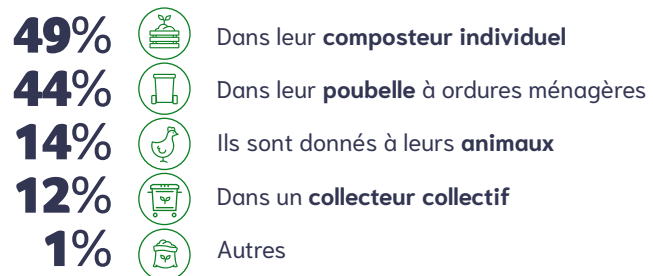 49% Dans leur composteur individuel
44% Dans leur poubelle à ordures ménagères
14% Ils sont donnés à leurs animaux
12% Dans un collecteur collectif
1% Autres